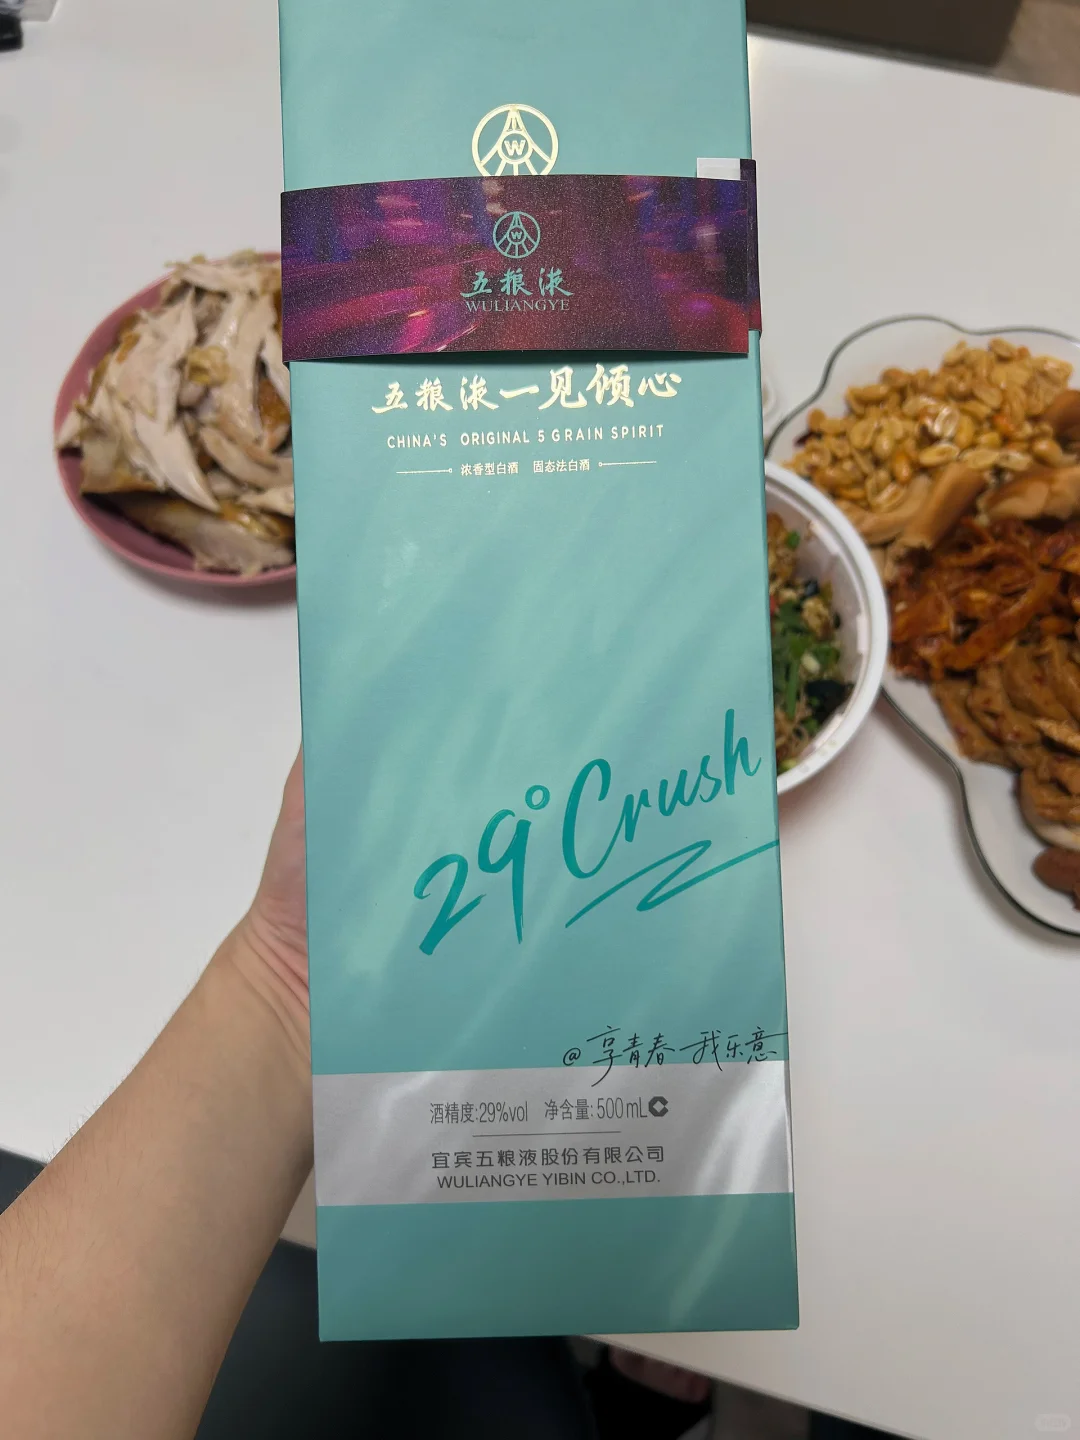 W
W
五粮液
WULIANGYE
五粮液一见倾心
CHINA'S ORIGINAL 5 GRAIN SPIRIT
浓香型白酒 固态法白酒
29° Crush
@享青春 我乐意
酒精度:29%vol 净含量:500mL
宜宾五粮液股份有限公司
WULIANGYE YIBIN CO.,LTD.